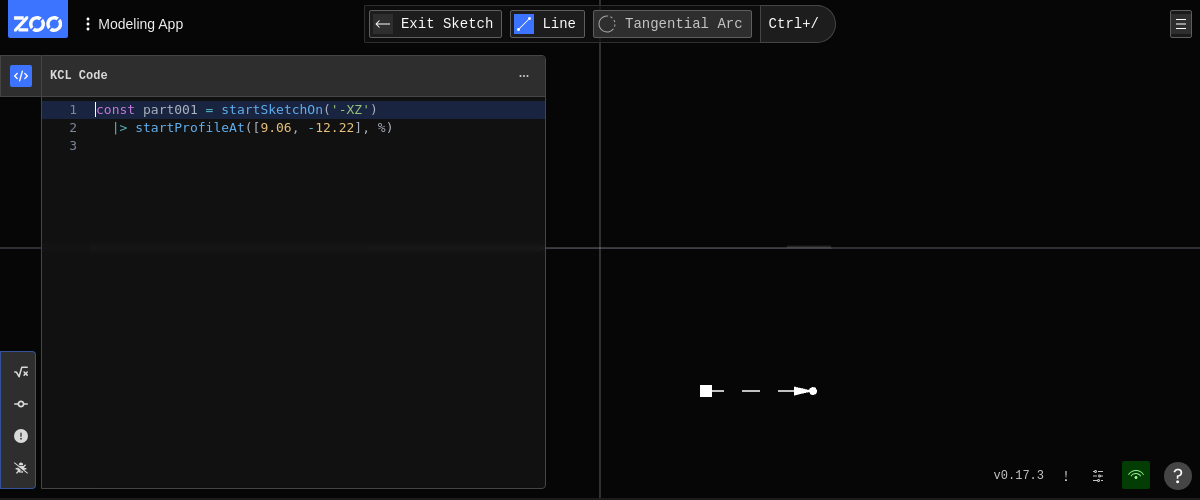 ZOO
Modeling App
Exit Sketch
Line
Tangential Arc
Ctrl+/
KCL Code
1 const part001 = startSketchOn('-XZ')
2 |> startProfileAt([9.06, -12.22], %)
3
v0.17.3
!
?